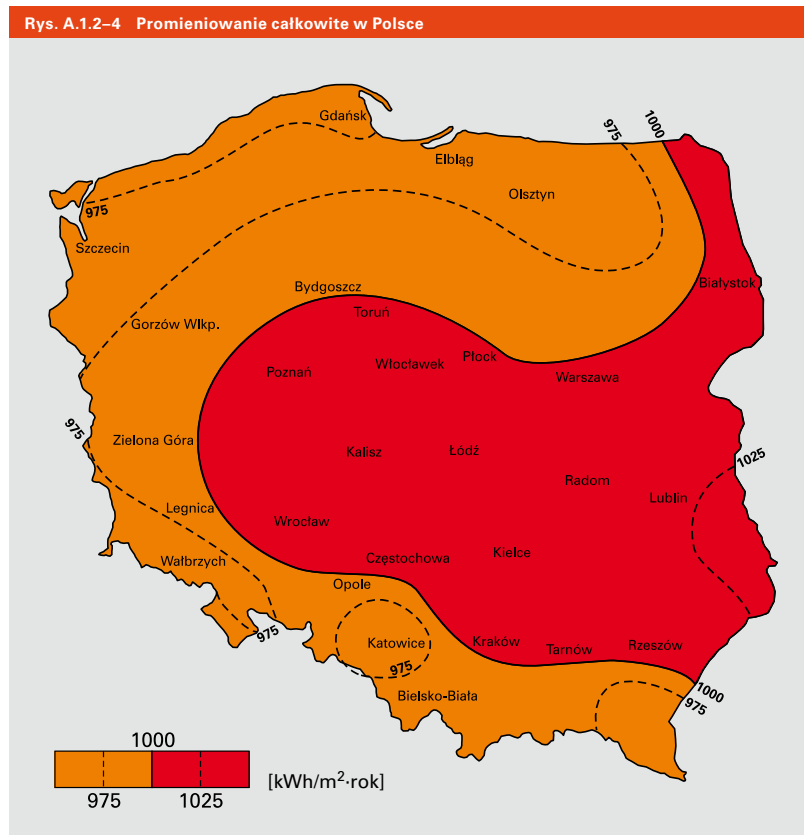 Rys. A.1.2–4 Promieniowanie całkowite w Polsce
Gdańsk
975
1000
Elbląg
Olsztyn
975
Szczecin
Białystok
Bydgoszcz
Toruń
Gorzów Wlkp.
Płock
Włocławek
Poznań
Warszawa
975
Zielona Góra
Kalisz
Łódź
1025
Radom
Lublin
Legnica
Wrocław
Wałbrzych
Częstochowa
Kielce
Opole
975
Katowice
975
Kraków
Tarnów
Rzeszów
Bielsko-Biała
1000
975
1000
[kWh/m²·rok]
975 1025